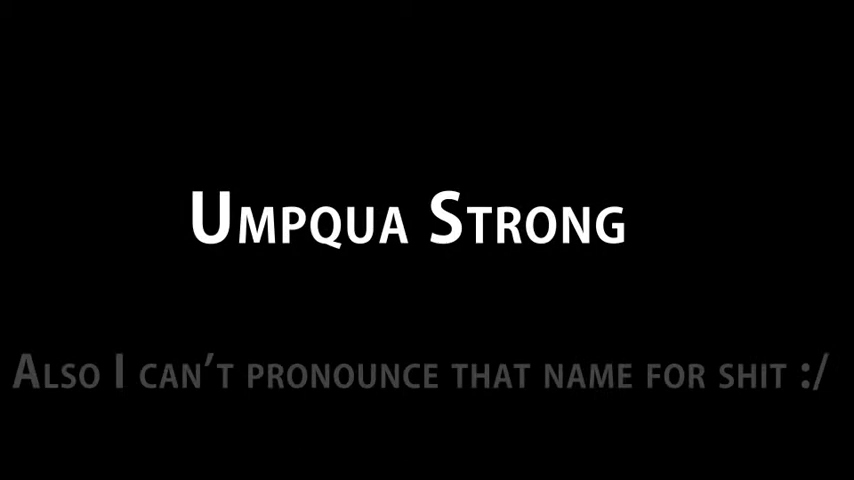 Umpqua Strong
Also I can't pronounce that name for shit :/